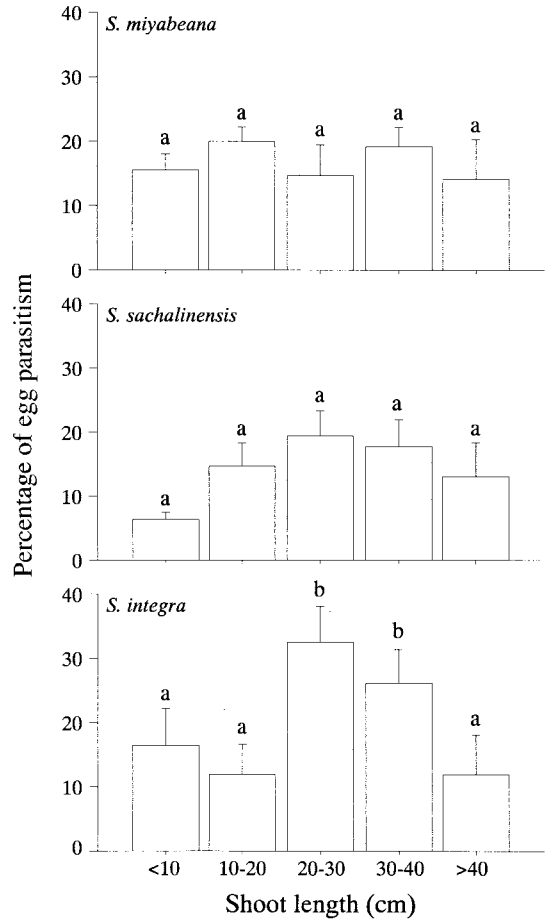 40
S. miyabeana
30
a a a a a
20
10
0
40
S. sachalinensis
30
a a a a a
20
10
0
40
S. integra
30
a a b b a
20
10
0
<10 10-20 20-30 30-40 >40
Shoot length (cm)
Percentage of egg parasitism